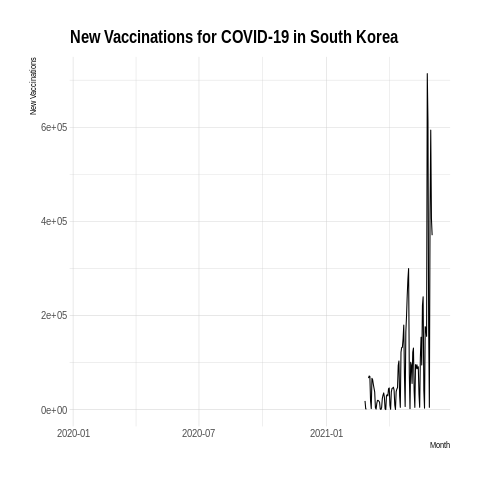 New Vaccinations for COVID-19 in South Korea
New Vaccinations
6e+05
4e+05
2e+05
0e+00
2020-01
2020-07
2021-01
Month